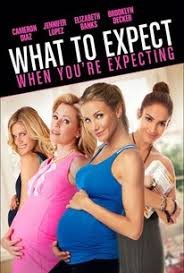 CAMERON JENNIFER ELIZABETH BROOKLYN
DIAZ LOPEZ BANKS DECKER
WHAT TO EXPECT
WHEN YOU'RE EXPECTING